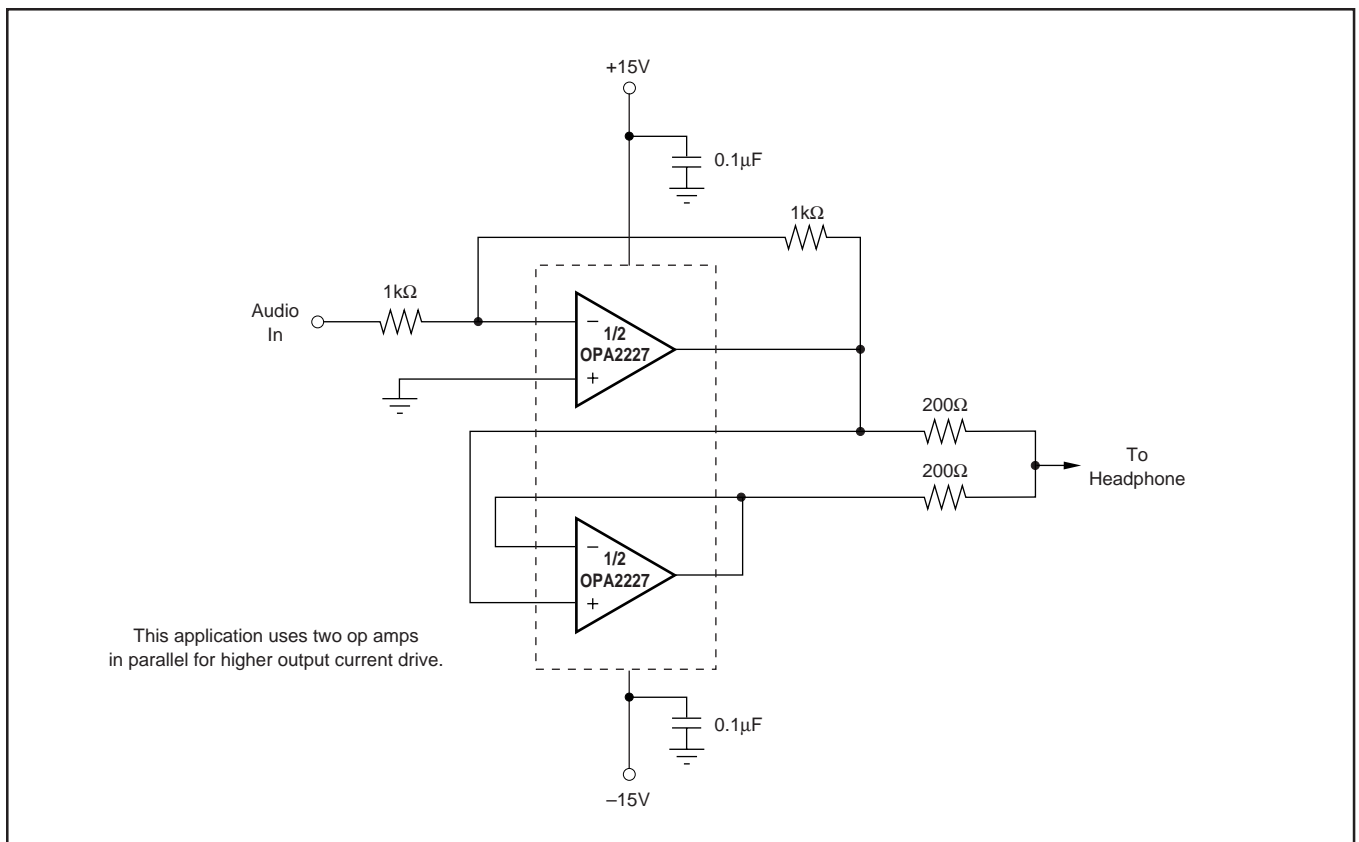 +15V
0.1µF
1kΩ
1kΩ
Audio
In
−
1/2
OPA2227
+
200Ω
200Ω
To
Headphone
−
1/2
OPA2227
+
This application uses two op amps
in parallel for higher output current drive.
0.1µF
–15V